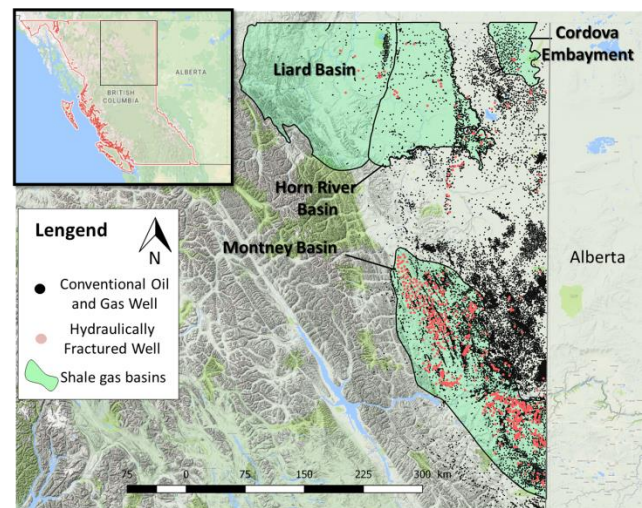 ALBERTA
BRITISH
COLUMBIA
Cordova
Embayment
Liard Basin
Horn River
Basin
Montney Basin
Alberta
Lengend
N
Conventional Oil
and Gas Well
Hydraulically
Fractured Well
Shale gas basins
75 0 75 150 225 300 km